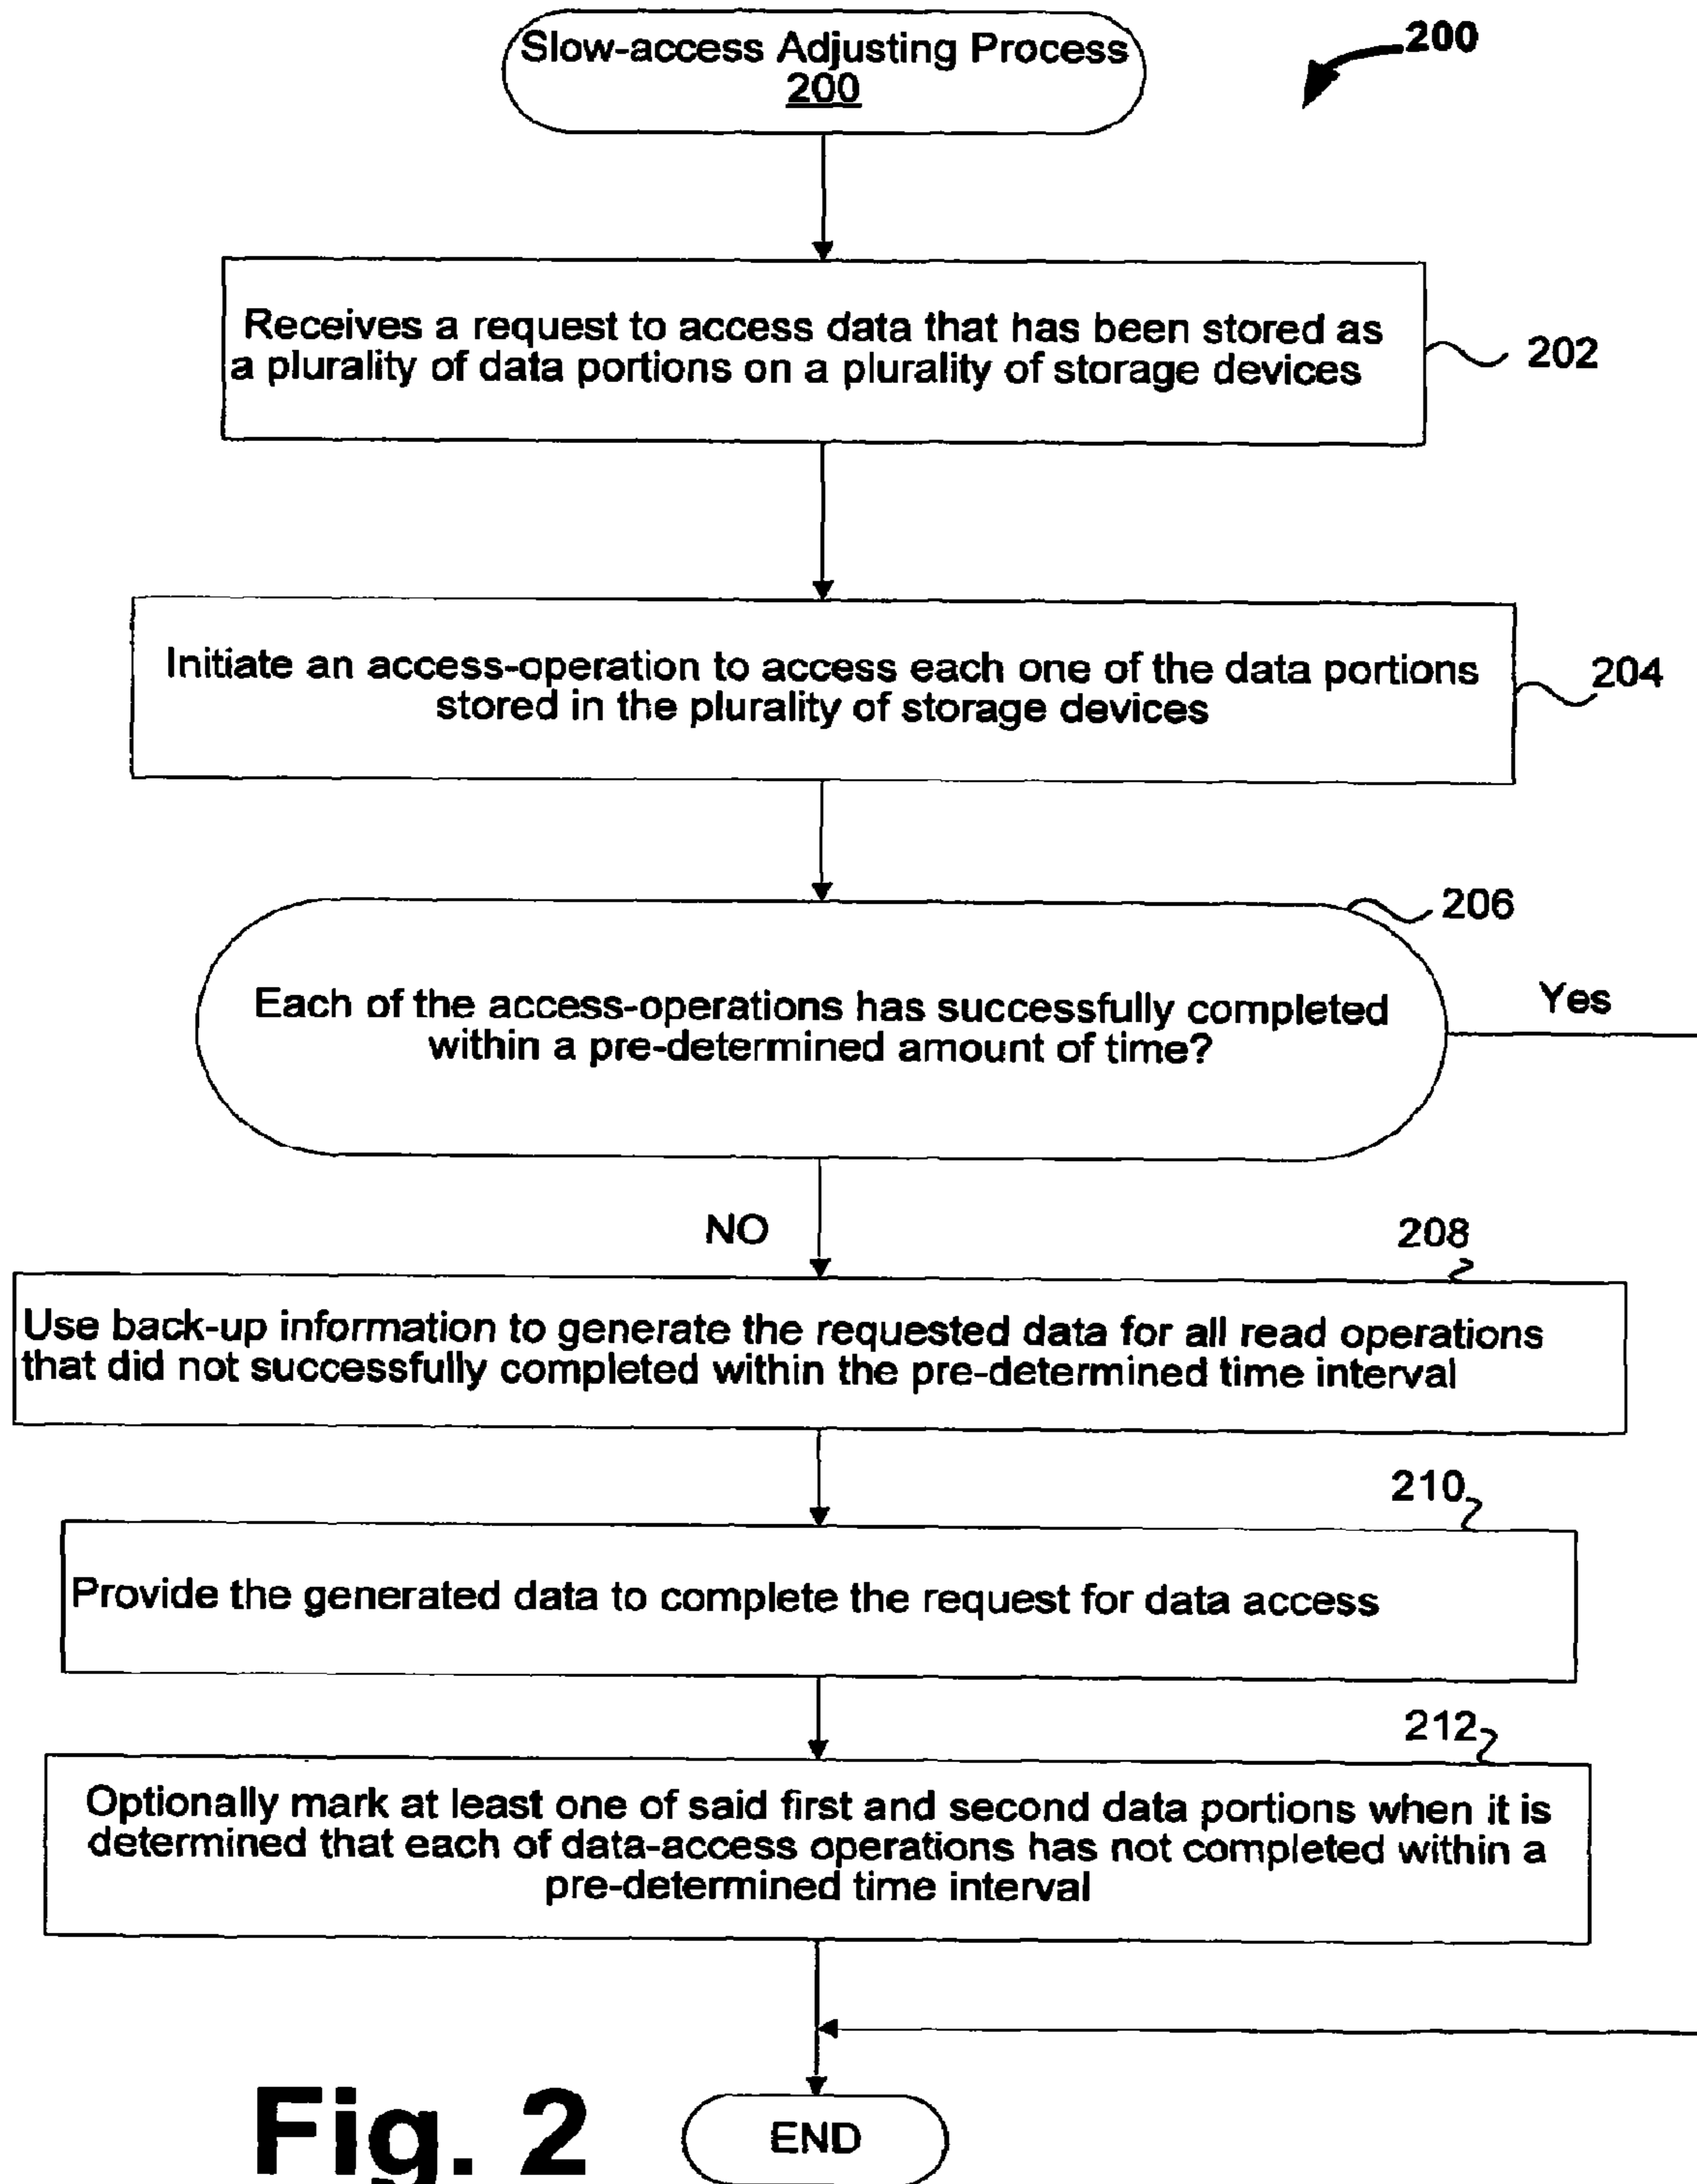 Slow-access Adjusting Process
200
200
Receives a request to access data that has been stored as
a plurality of data portions on a plurality of storage devices
202
Initiate an access-operation to access each one of the data portions
stored in the plurality of storage devices
204
206
Each of the access-operations has successfully completed
within a pre-determined amount of time?
Yes
NO
208
Use back-up information to generate the requested data for all read operations
that did not successfully completed within the pre-determined time interval
210
Provide the generated data to complete the request for data access
212
Optionally mark at least one of said first and second data portions when it is
determined that each of data-access operations has not completed within a
pre-determined time interval
END
Fig. 2